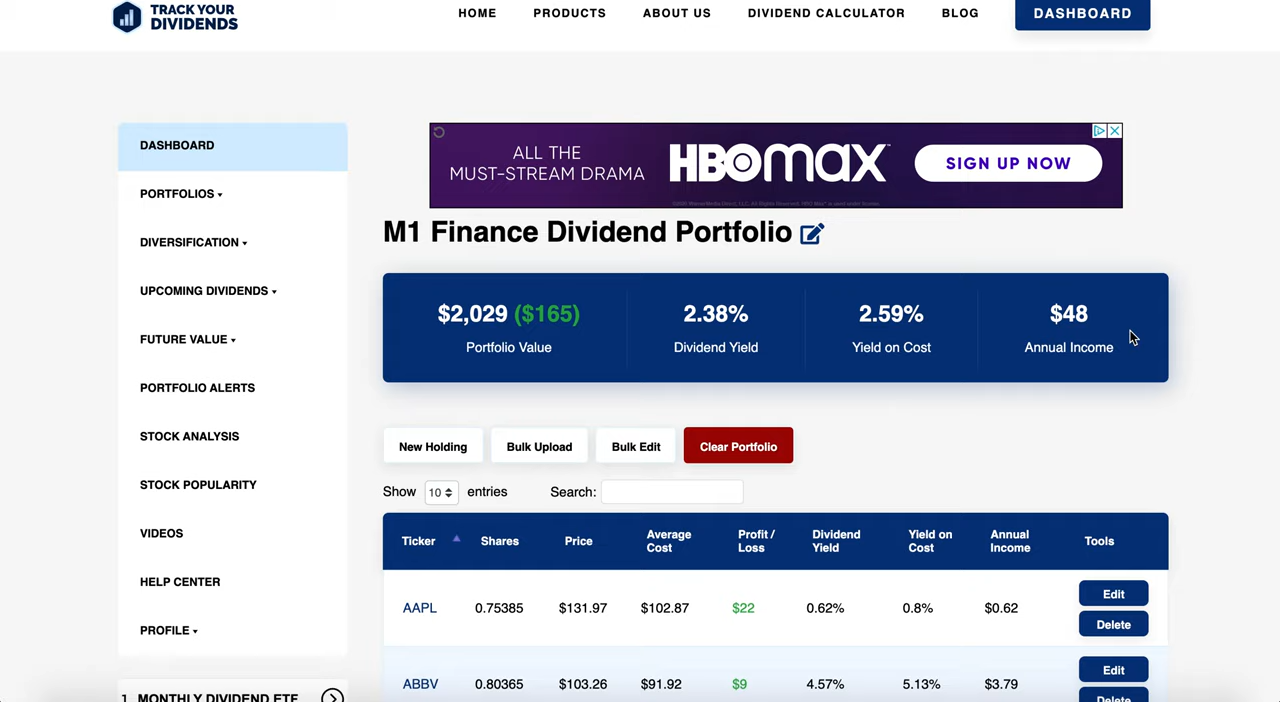 TRACK YOUR
DIVIDENDS
HOME PRODUCTS ABOUT US DIVIDEND CALCULATOR BLOG DASHBOARD
DASHBOARD
PORTFOLIOS
DIVERSIFICATION
UPCOMING DIVIDENDS
FUTURE VALUE
PORTFOLIO ALERTS
STOCK ANALYSIS
STOCK POPULARITY
VIDEOS
HELP CENTER
PROFILE
1. MONTHLY DIVIDEND ETF
ALL THE
MUST-STREAM DRAMA
HBOMAX
SIGN UP NOW
M1 Finance Dividend Portfolio
$2,029 ($165) 2.38% 2.59% $48
Portfolio Value Dividend Yield Yield on Cost Annual Income
New Holding Bulk Upload Bulk Edit Clear Portfolio
Show 10 entries Search:
Ticker Shares Price Average Cost Profit / Loss Dividend Yield Yield on Cost Annual Income Tools
AAPL 0.75385 $131.97 $102.87 $22 0.62% 0.8% $0.62 Edit
Delete
ABBV 0.80365 $103.26 $91.92 $9 4.57% 5.13% $3.79 Edit
Delete